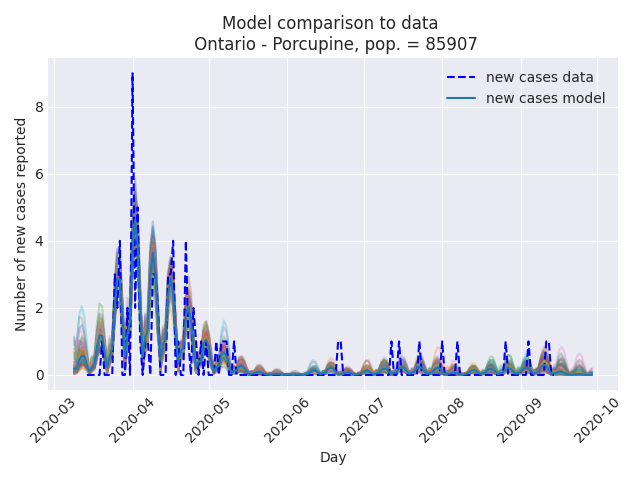 Model comparison to data
Ontario - Porcupine, pop. = 85907
new cases data
new cases model
Number of new cases reported
8
6
4
2
0
2020-03
2020-04
2020-05
2020-06
2020-07
2020-08
2020-09
2020-10
Day